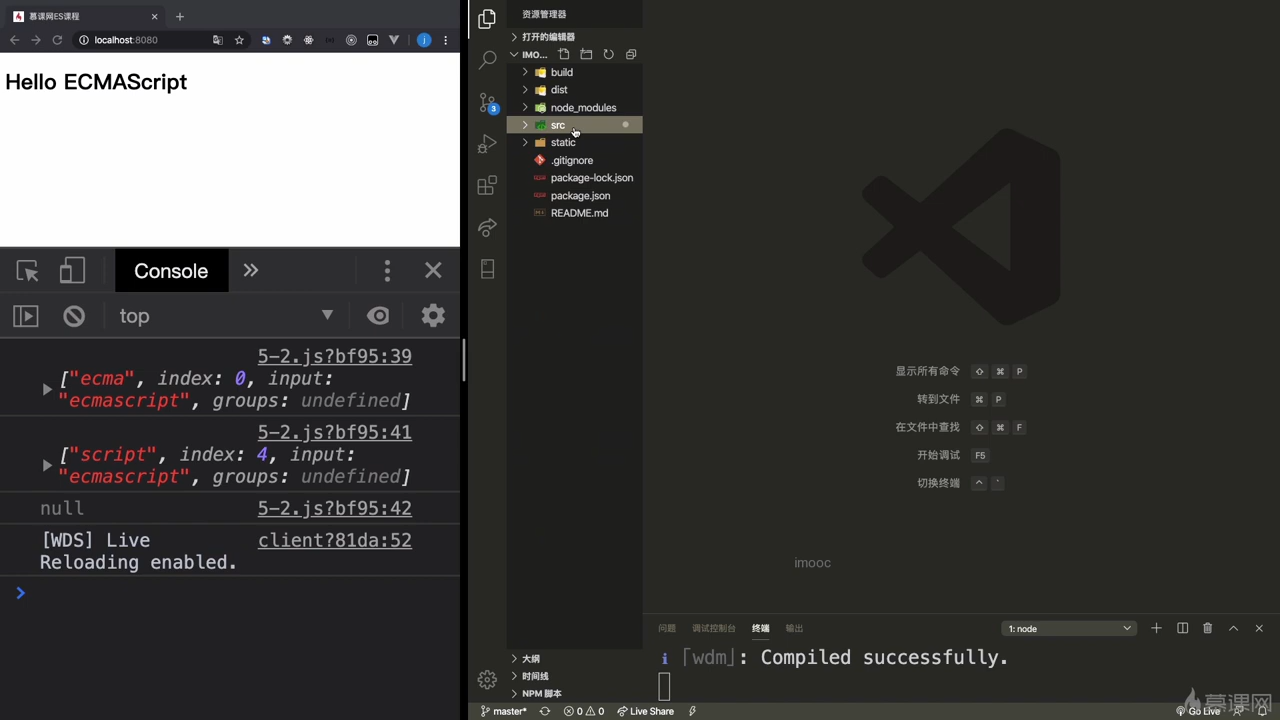 慕课网ES课程
localhost:8080
Hello ECMAScript
Console
top
5-2.js?bf95:39
["ecma", index: 0, input:
"ecmascript", groups: undefined]
5-2.js?bf95:41
["script", index: 4, input:
"ecmascript", groups: undefined]
null 5-2.js?bf95:42
[WDS] Live client?81da:52
Reloading enabled.
资源管理器
打开的编辑器
IMO...
build
dist
node_modules
src
static
.gitignore
package-lock.json
package.json
README.md
3
大纲
时间线
NPM 脚本
显示所有命令 ⇧ ⌘ P
转到文件 ⌘ P
在文件中查找 ⇧ ⌘ F
开始调试 F5
切换终端 ^ `
imooc
问题 调试控制台 终端 输出
1: node
i ｢wdm｣: Compiled successfully.
master* 0 0 Live Share
Go Live
慕课网